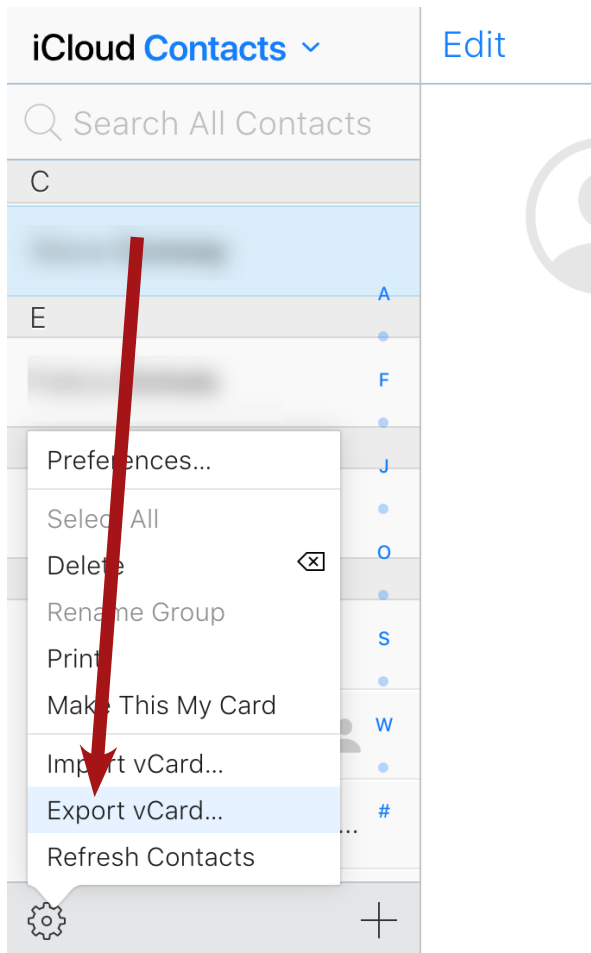 iCloud Contacts
Edit
Search All Contacts
C
A
E
F
J
O
S
W
#
Preferences...
Select All
Delete
Rename Group
Print
Make This My Card
Import vCard...
Export vCard...
...
Refresh Contacts